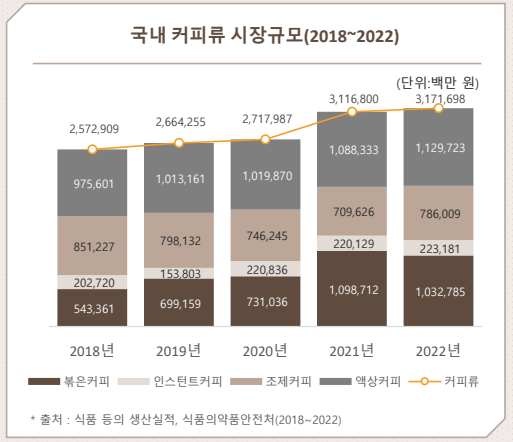 국내 커피류 시장규모(2018~2022)
(단위:백만 원)
2,572,909 2,664,255 2,717,987 3,116,800 3,171,698
975,601 1,013,161 1,019,870 1,088,333 1,129,723
851,227 798,132 746,245 709,626 786,009
202,720 153,803 220,836 220,129 223,181
543,361 699,159 731,036 1,098,712 1,032,785
2018년 2019년 2020년 2021년 2022년
볶은커피 인스턴트커피 조제커피 액상커피 커피류
* 출처 : 식품 등의 생산실적, 식품의약품안전처(2018~2022)